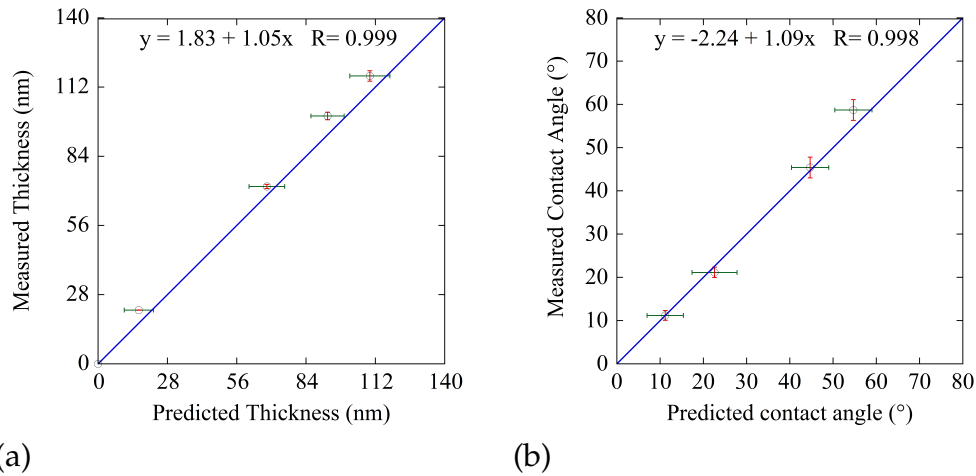 140
112
84
56
28
0
0 28 56 84 112 140
y = 1.83 + 1.05x R= 0.999
Measured Thickness (nm)
Predicted Thickness (nm)
(a)
80
70
60
50
40
30
20
10
0
0 10 20 30 40 50 60 70 80
y = -2.24 + 1.09x R= 0.998
Measured Contact Angle (°)
Predicted contact angle (°)
(b)